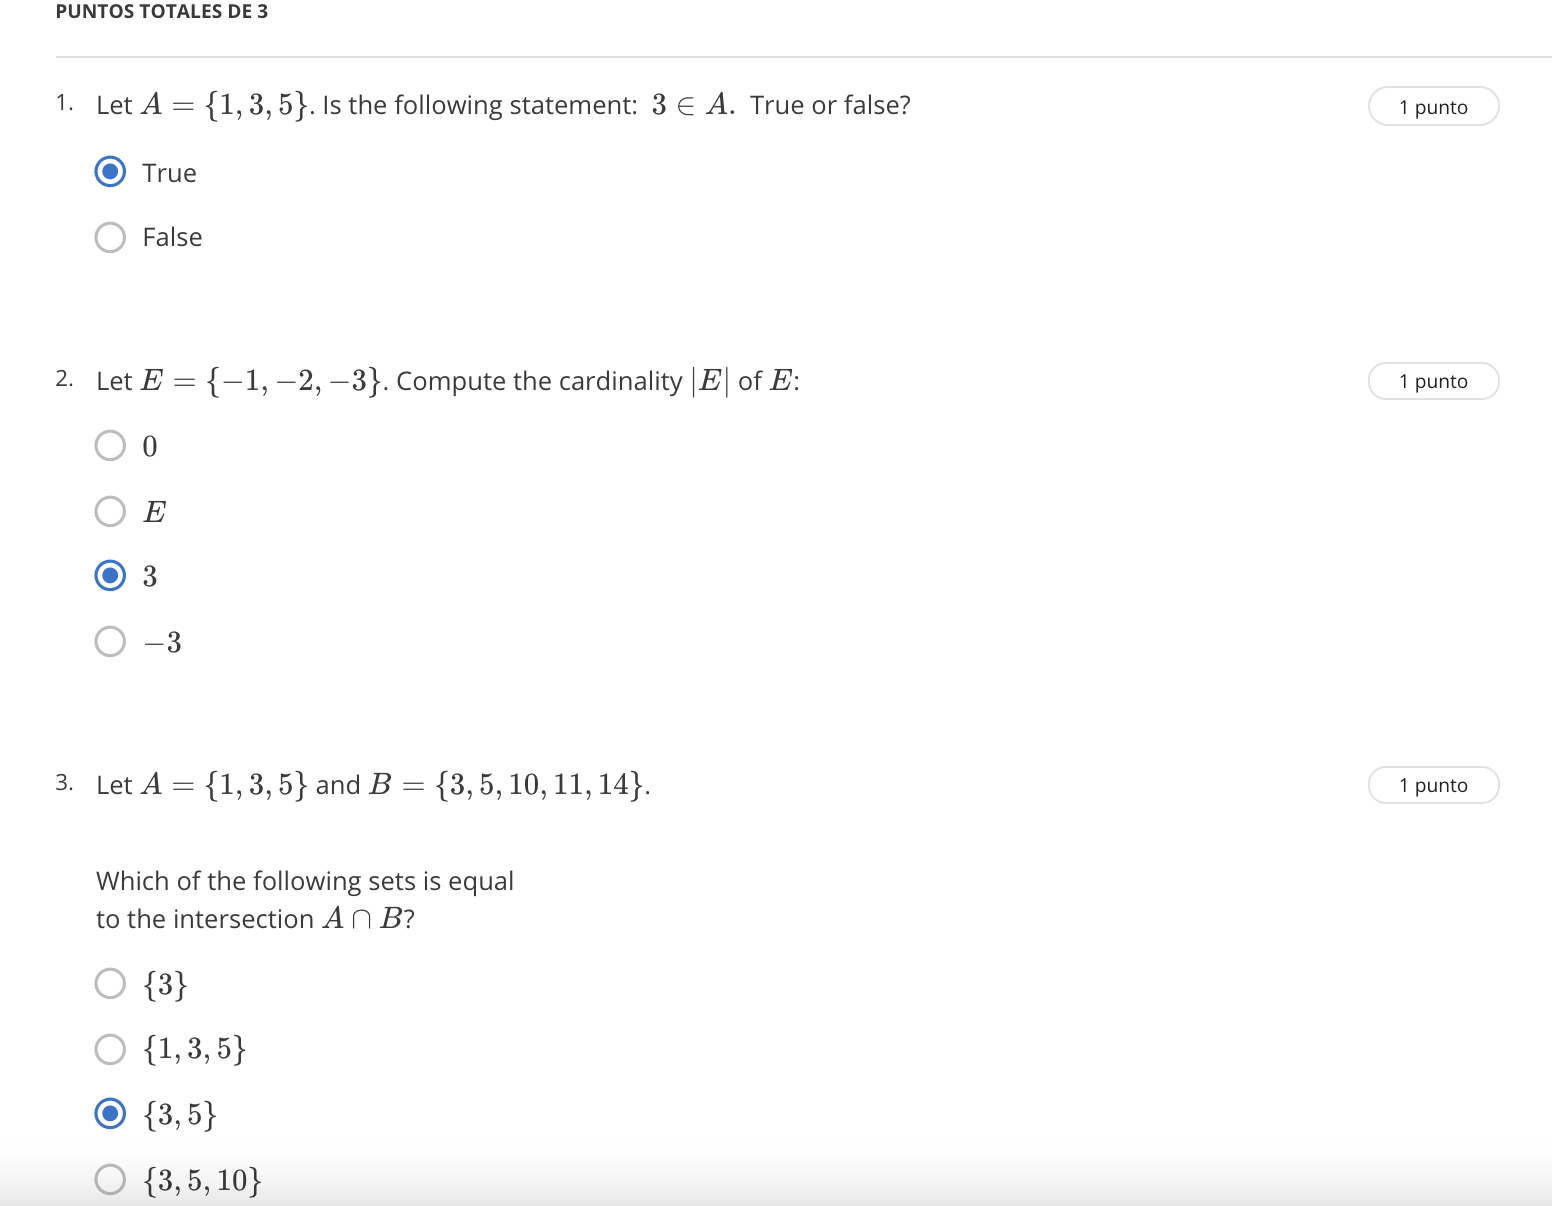 PUNTOS TOTALES DE 3
1. Let A = {1, 3, 5}. Is the following statement: 3 ∈ A. True or false?
1 punto
True
False
2. Let E = {−1, −2, −3}. Compute the cardinality |E| of E:
1 punto
0
E
3
−3
3. Let A = {1, 3, 5} and B = {3, 5, 10, 11, 14}.
1 punto
Which of the following sets is equal
to the intersection A ∩ B?
{3}
{1, 3, 5}
{3, 5}
{3, 5, 10}